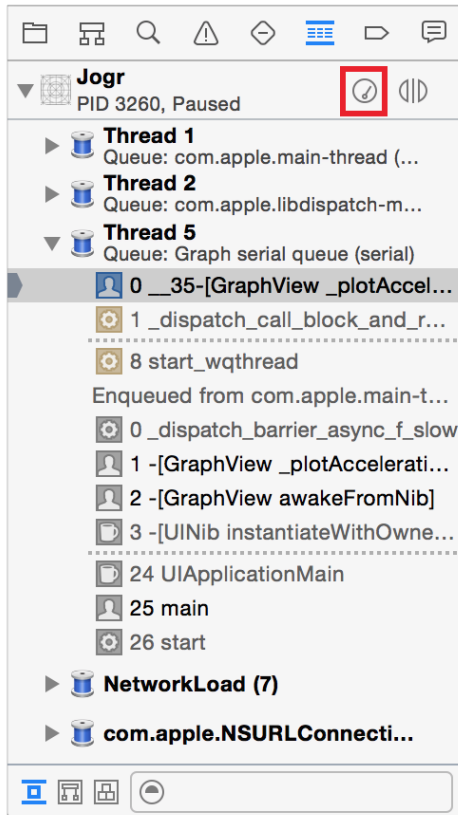 Jogr
PID 3260, Paused
Thread 1
Queue: com.apple.main-thread (...
Thread 2
Queue: com.apple.libdispatch-m...
Thread 5
Queue: Graph serial queue (serial)
0 __35-[GraphView _plotAccel...
1 _dispatch_call_block_and_r...
8 start_wqthread
Enqueued from com.apple.main-t...
0 _dispatch_barrier_async_f_slow
1 -[GraphView _plotAccelerati...
2 -[GraphView awakeFromNib]
3 -[UINib instantiateWithOwne...
24 UIApplicationMain
25 main
26 start
NetworkLoad (7)
com.apple.NSURLConnecti...